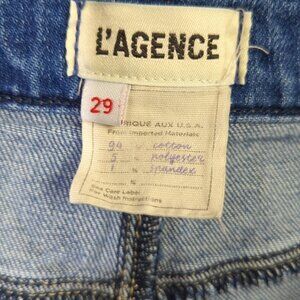 L'AGENCE
29
RIQUE AUX U.S.A.
From Imported Materials
94 % cotton
5 % polyester
1 % spandex
%
See Care Label
For Wash Instructions